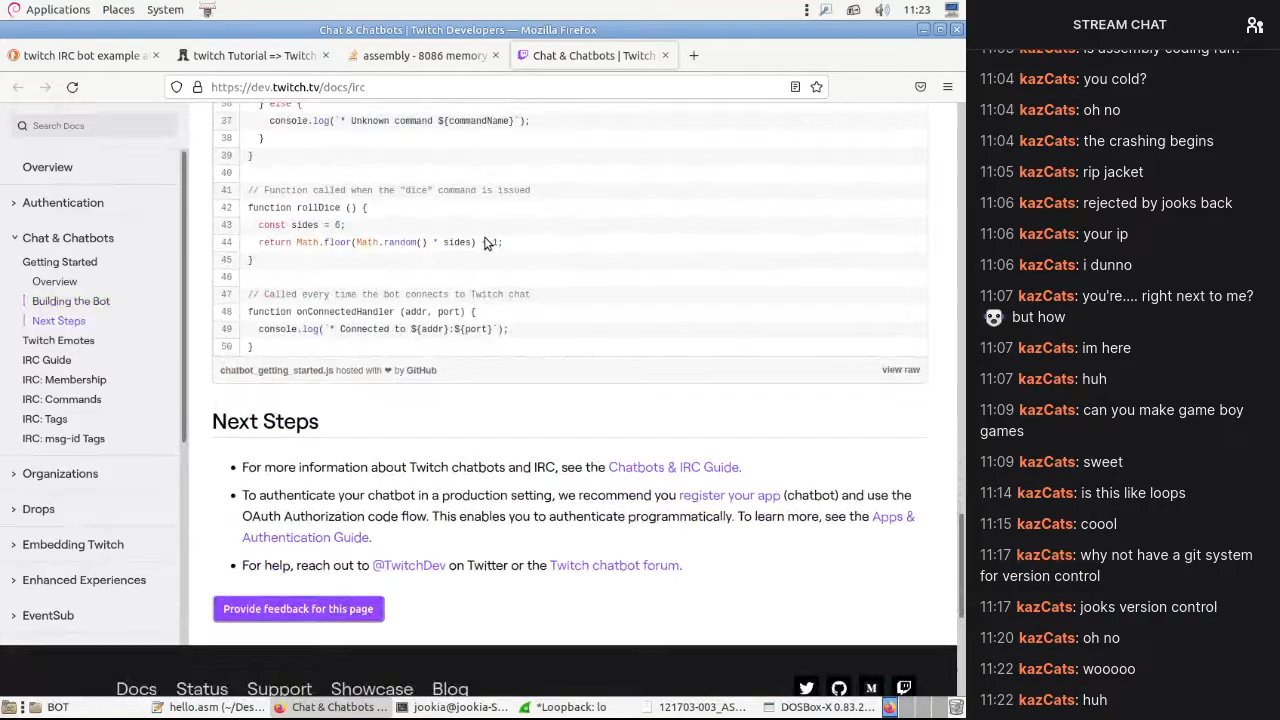 Applications Places System 11:23
Chat & Chatbots | Twitch Developers — Mozilla Firefox
twitch IRC bot example a twitch Tutorial => Twitch assembly - 8086 memory Chat & Chatbots | Twitch
https://dev.twitch.tv/docs/irc
Search Docs
Overview
Authentication
Chat & Chatbots
Getting Started
Overview
Building the Bot
Next Steps
Twitch Emotes
IRC Guide
IRC: Membership
IRC: Commands
IRC: Tags
IRC: msg-id Tags
Organizations
Drops
Embedding Twitch
Enhanced Experiences
EventSub
36 } else {
37 console.log(`* Unknown command ${commandName}`);
38 }
39 }
40
41 // Function called when the "dice" command is issued
42 function rollDice () {
43 const sides = 6;
44 return Math.floor(Math.random() * sides) 1;
45 }
46
47 // Called every time the bot connects to Twitch chat
48 function onConnectedHandler (addr, port) {
49 console.log(`* Connected to ${addr}:${port}`);
50 }
chatbot_getting_started.js hosted with ❤ by GitHub view raw
Next Steps
• For more information about Twitch chatbots and IRC, see the Chatbots & IRC Guide.
• To authenticate your chatbot in a production setting, we recommend you register your app (chatbot) and use the
OAuth Authorization code flow. This enables you to authenticate programmatically. To learn more, see the Apps &
Authentication Guide.
• For help, reach out to @TwitchDev on Twitter or the Twitch chatbot forum.
Provide feedback for this page
Docs Status Support Showcase Blog
BOT hello.asm (~/Des... Chat & Chatbots | T... jookia@jookia-S... *Loopback: lo 121703-003_AS... DOSBox-X 0.83.2...
STREAM CHAT
11:03 kazCats: is assembly coding fun?
11:04 kazCats: you cold?
11:04 kazCats: oh no
11:04 kazCats: the crashing begins
11:05 kazCats: rip jacket
11:06 kazCats: rejected by jooks back
11:06 kazCats: your ip
11:06 kazCats: i dunno
11:07 kazCats: you're.... right next to me?
but how
11:07 kazCats: im here
11:07 kazCats: huh
11:09 kazCats: can you make game boy
games
11:09 kazCats: sweet
11:14 kazCats: is this like loops
11:15 kazCats: coool
11:17 kazCats: why not have a git system
for version control
11:17 kazCats: jooks version control
11:20 kazCats: oh no
11:22 kazCats: wooooo
11:22 kazCats: huh